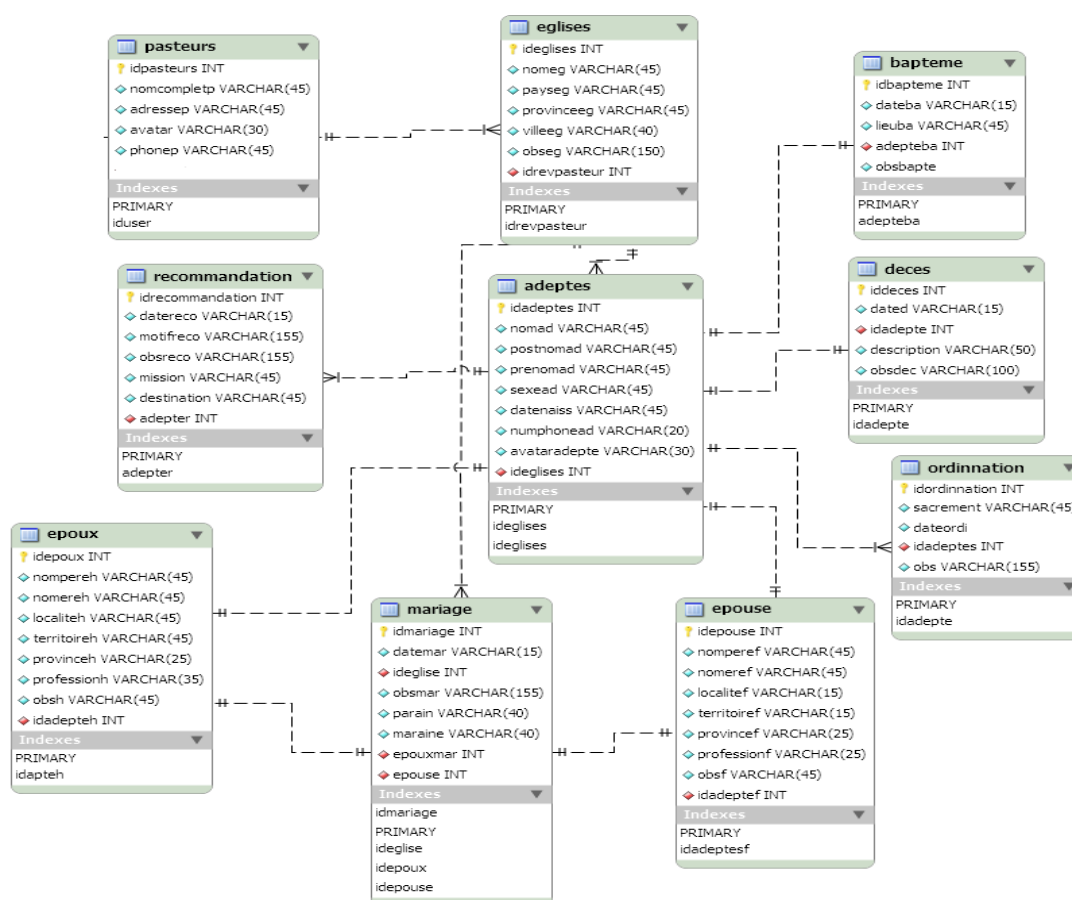 pasteurs
idpasteurs INT
nomcompletp VARCHAR(45)
adressep VARCHAR(45)
avatar VARCHAR(30)
phonep VARCHAR(45)
.
Indexes
PRIMARY
iduser
eglises
ideglises INT
nomeg VARCHAR(45)
payseg VARCHAR(45)
provinceeg VARCHAR(45)
villeeg VARCHAR(40)
obseg VARCHAR(150)
idrevpasteur INT
Indexes
PRIMARY
idrevpasteur
bapteme
idbapteme INT
dateba VARCHAR(15)
lieuba VARCHAR(45)
adepteba INT
obsbapte
Indexes
PRIMARY
adepteba
recommandation
idrecommandation INT
datereco VARCHAR(15)
motifreco VARCHAR(155)
obsreco VARCHAR(155)
mission VARCHAR(45)
destination VARCHAR(45)
adepter INT
Indexes
PRIMARY
adepter
adeptes
idadeptes INT
nomad VARCHAR(45)
postnomad VARCHAR(45)
prenomad VARCHAR(45)
sexead VARCHAR(45)
datenaiss VARCHAR(45)
numphonead VARCHAR(20)
avataradepte VARCHAR(30)
ideglises INT
Indexes
PRIMARY
ideglises
ideglises
deces
iddeces INT
dated VARCHAR(15)
idadepte INT
description VARCHAR(50)
obsdec VARCHAR(100)
Indexes
PRIMARY
idadepte
ordinnation
idordinnation INT
sacrement VARCHAR(45)
dateordi
idadeptes INT
obs VARCHAR(155)
Indexes
PRIMARY
idadepte
epoux
idepoux INT
nompereh VARCHAR(45)
nomereh VARCHAR(45)
localiteh VARCHAR(45)
territoireh VARCHAR(45)
provinceh VARCHAR(25)
professionh VARCHAR(35)
obsh VARCHAR(45)
idadepteh INT
Indexes
PRIMARY
idapteh
mariage
idmariage INT
datemar VARCHAR(15)
ideglise INT
obsmar VARCHAR(155)
parain VARCHAR(40)
maraine VARCHAR(40)
epouxmar INT
epouse INT
Indexes
idmariage
PRIMARY
ideglise
idepoux
idepouse
epouse
idepouse INT
nomperef VARCHAR(45)
nomeref VARCHAR(45)
localitef VARCHAR(15)
territoiref VARCHAR(15)
provincef VARCHAR(25)
professionf VARCHAR(25)
obsf VARCHAR(45)
idadeptef INT
Indexes
PRIMARY
idadeptesf